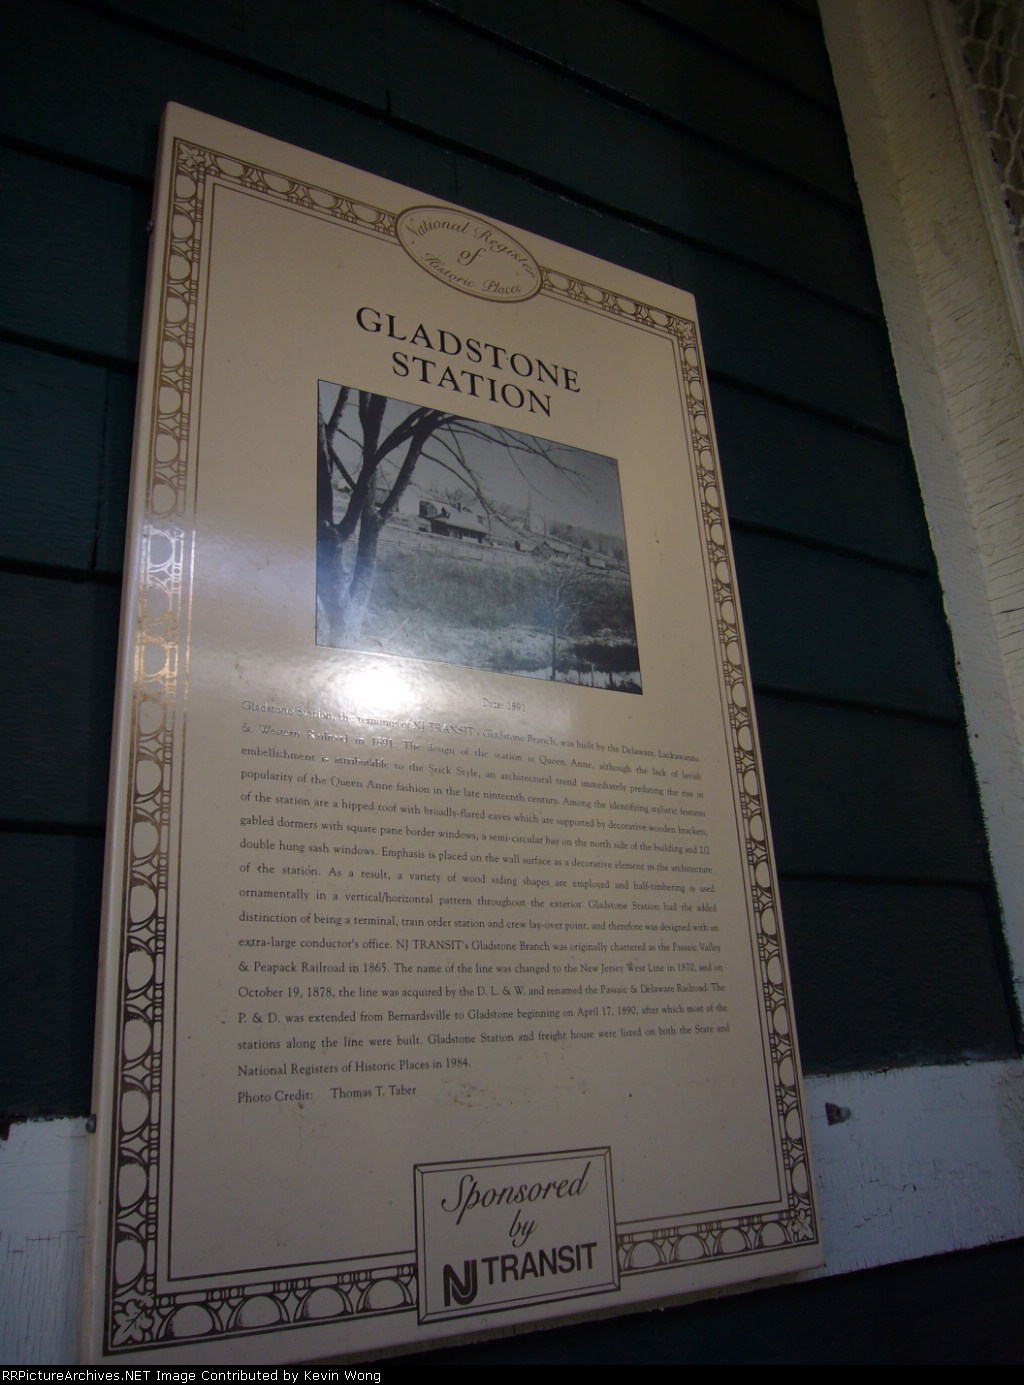 National Register
of
Historic Places
GLADSTONE
STATION
Date: 1891
Gladstone Station, the terminus of NJ TRANSIT's Gladstone Branch, was built by the Delaware, Lackawanna
& Western Railroad in 1891. The design of the station is Queen Anne, although the lack of lavish
embellishment is attributable to the Stick Style, an architectural trend immediately predating the rise in
popularity of the Queen Anne fashion in the late ninteenth century. Among the identifying stylistic features
of the station are a hipped roof with broadly-flared eaves which are supported by decorative wooden brackets,
gabled dormers with square pane border windows, a semi-circular bay on the north side of the building and 2/2
double hung sash windows. Emphasis is placed on the wall surface as a decorative element in the architecture
of the station. As a result, a variety of wood siding shapes are employed and half-timbering is used
ornamentally in a vertical/horizontal pattern throughout the exterior. Gladstone Station had the added
distinction of being a terminal, train order station and crew lay-over point, and therefore was designed with an
extra-large conductor's office. NJ TRANSIT's Gladstone Branch was originally chartered as the Passaic Valley
& Peapack Railroad in 1865. The name of the line was changed to the New Jersey West Line in 1870, and on
October 19, 1878, the line was acquired by the D. L. & W. and renamed the Passaic & Delaware Railroad. The
P. & D. was extended from Bernardsville to Gladstone beginning on April 17, 1890, after which most of the
stations along the line were built. Gladstone Station and freight house were listed on both the State and
National Registers of Historic Places in 1984.
Photo Credit: Thomas T. Taber
Sponsored
by
NJ TRANSIT
RRPictureArchives.NET Image Contributed by Kevin Wong